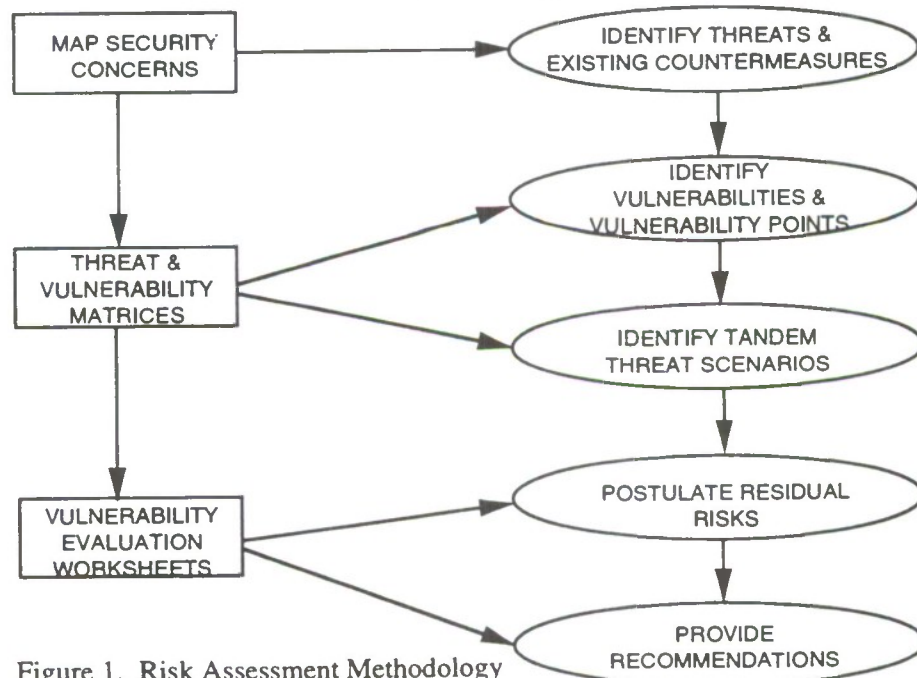 MAP SECURITY
CONCERNS
IDENTIFY THREATS &
EXISTING COUNTERMEASURES
IDENTIFY
VULNERABILITIES &
VULNERABILITY POINTS
THREAT &
VULNERABILITY
MATRICES
IDENTIFY TANDEM
THREAT SCENARIOS
VULNERABILITY
EVALUATION
WORKSHEETS
POSTULATE RESIDUAL
RISKS
PROVIDE
RECOMMENDATIONS
Figure 1. Risk Assessment Methodology